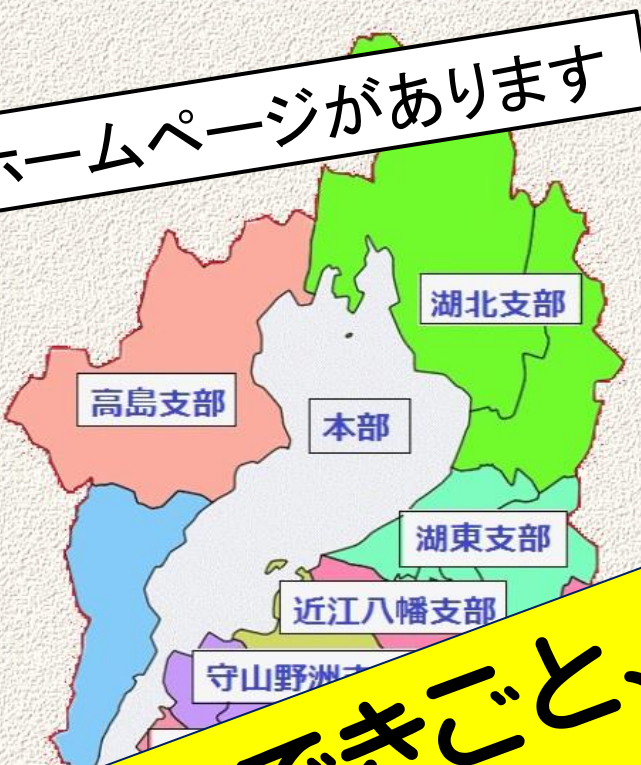 ホームページがあります
湖北支部
高島支部
本部
湖東支部
近江八幡支部
守山野洲
できごと、